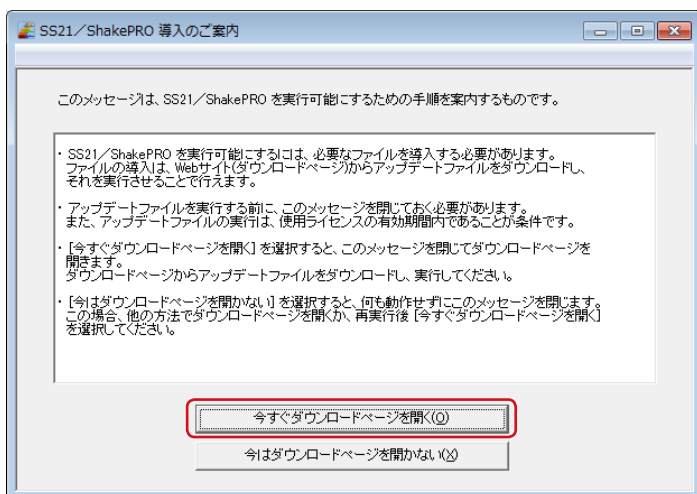 SS21／ShakePRO 導入のご案内
このメッセージは、SS21／ShakePRO を実行可能にするための手順を案内するものです。
・SS21／ShakePRO を実行可能にするには、必要なファイルを導入する必要があります。
ファイルの導入は、Webサイト(ダウンロードページ)からアップデートファイルをダウンロードし、
それを実行させることで行えます。
・アップデートファイルを実行する前に、このメッセージを閉じておく必要があります。
また、アップデートファイルの実行は、使用ライセンスの有効期間内であることが条件です。
・[今すぐダウンロードページを開く] を選択すると、このメッセージを閉じてダウンロードページを
開きます。
ダウンロードページからアップデートファイルをダウンロードし、実行してください。
・[今はダウンロードページを開かない] を選択すると、何も動作せずにこのメッセージを閉じます。
この場合、他の方法でダウンロードページを開くか、再実行後 [今すぐダウンロードページを開く]
を選択してください。
今すぐダウンロードページを開く(O)
今はダウンロードページを開かない(X)